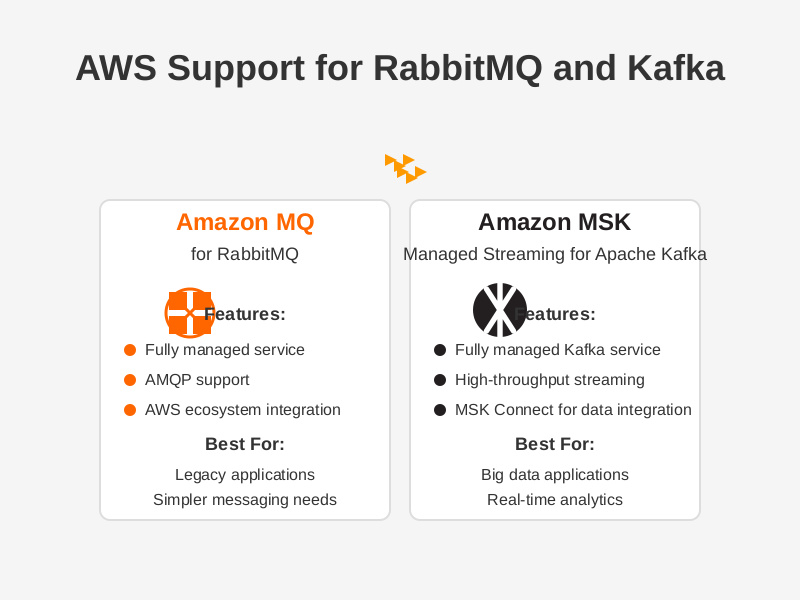 AWS Support for RabbitMQ and Kafka
Amazon MQ
for RabbitMQ
Features:
Fully managed service
AMQP support
AWS ecosystem integration
Best For:
Legacy applications
Simpler messaging needs
Amazon MSK
Managed Streaming for Apache Kafka
Features:
Fully managed Kafka service
High-throughput streaming
MSK Connect for data integration
Best For:
Big data applications
Real-time analytics